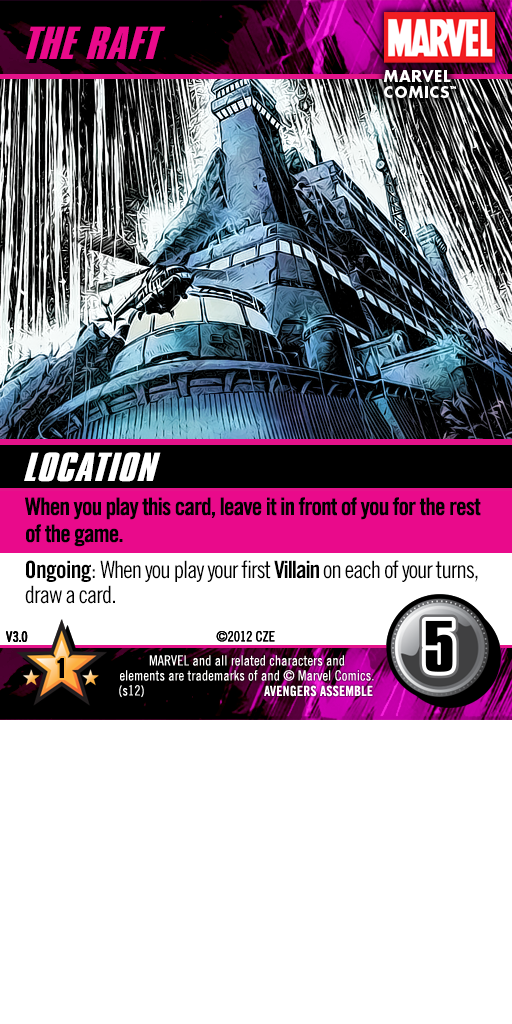 THE RAFT
MARVEL
MARVEL
COMICS™
LOCATION
When you play this card, leave it in front of you for the rest
of the game.
Ongoing: When you play your first Villain on each of your turns,
draw a card.
V3.0
©2012 CZE
1
5
MARVEL and all related characters and
elements are trademarks of and © Marvel Comics.
(s12)
AVENGERS ASSEMBLE